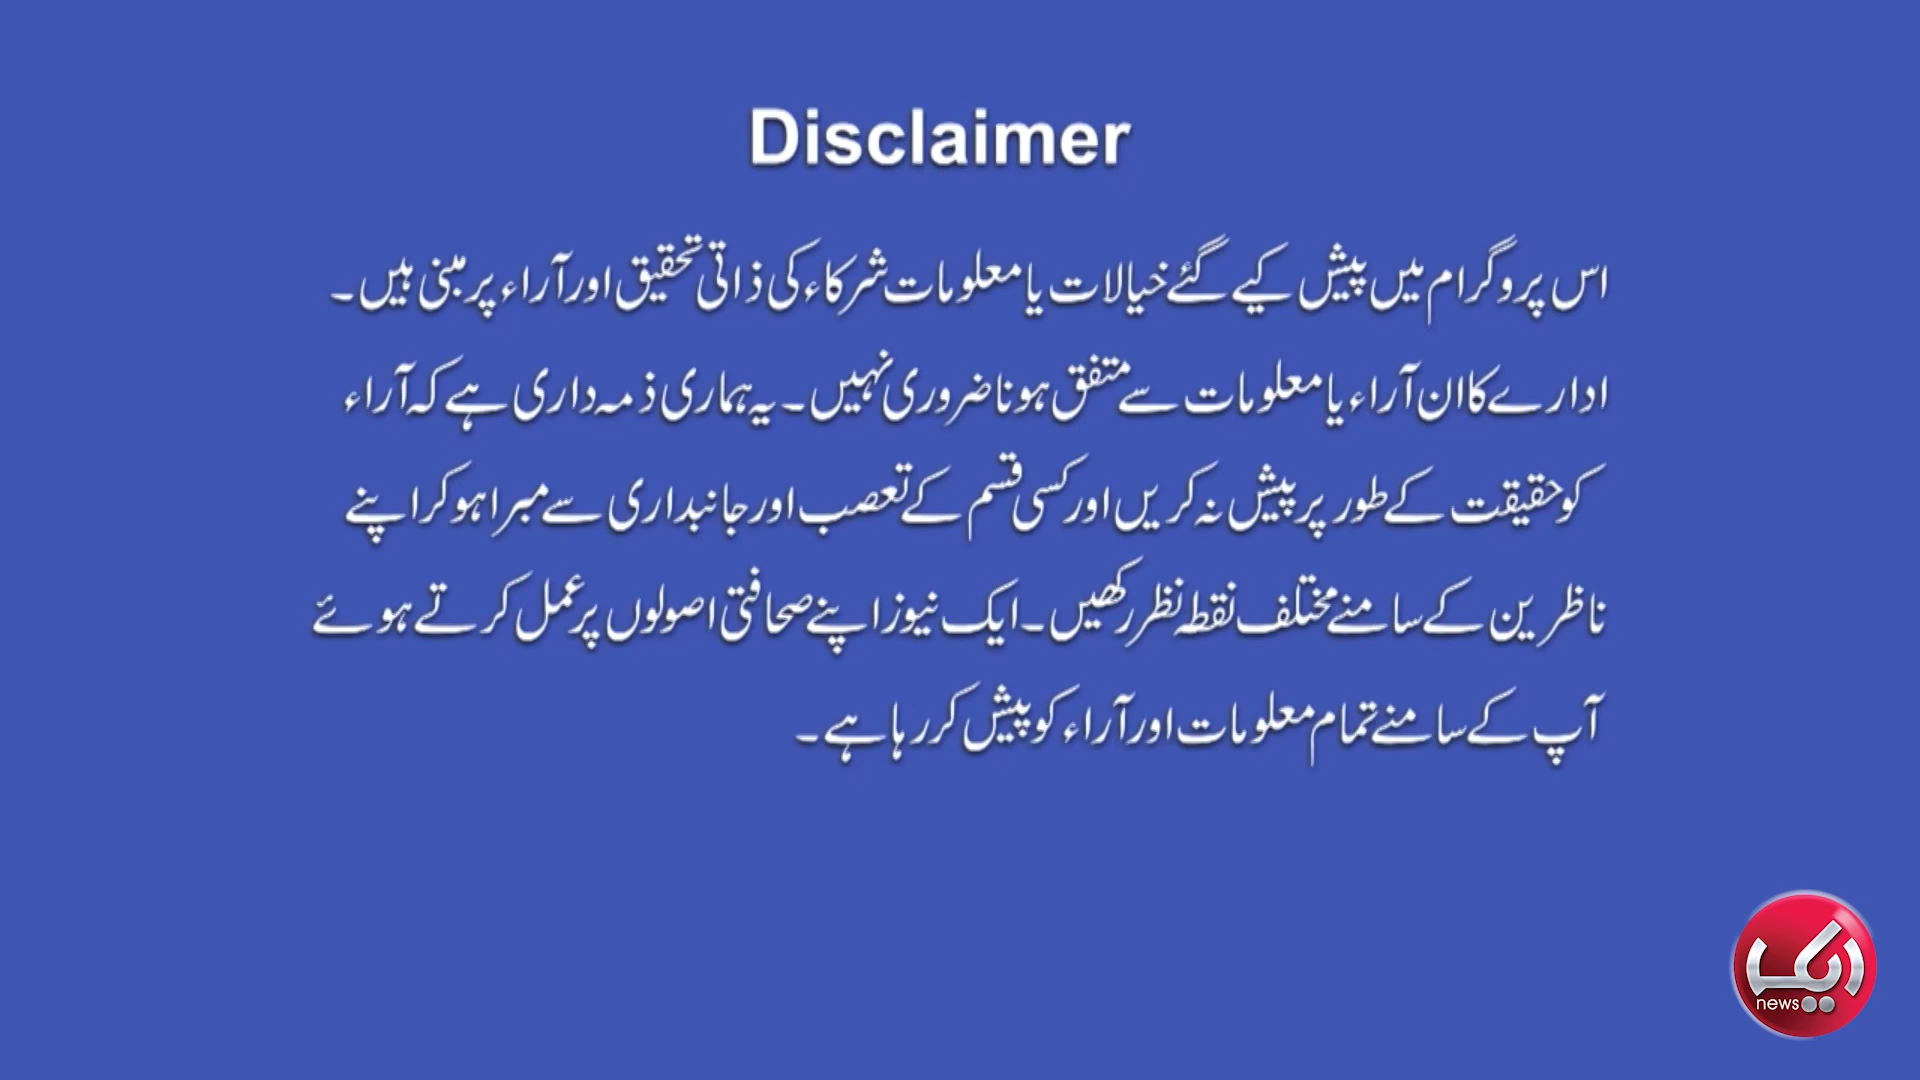 Disclaimer
اس پروگرام میں پیش کیے گئے خیالات یا معلومات شرکاء کی ذاتی تحقیق اور آراء پر مبنی ہیں۔
ادارے کا ان آراء یا معلومات سے متفق ہونا ضروری نہیں۔ یہ ہماری ذمہ داری ہے کہ آراء
کو حقیقت کے طور پر پیش نہ کریں اور کسی قسم کے تعصب اور جانبداری سے مبرا ہو کر اپنے
ناظرین کے سامنے مختلف نقطہ نظر رکھیں۔ ایک نیوز اپنے صحافتی اصولوں پر عمل کرتے ہوئے
آپ کے سامنے تمام معلومات اور آراء کو پیش کر رہا ہے۔
ایک
news